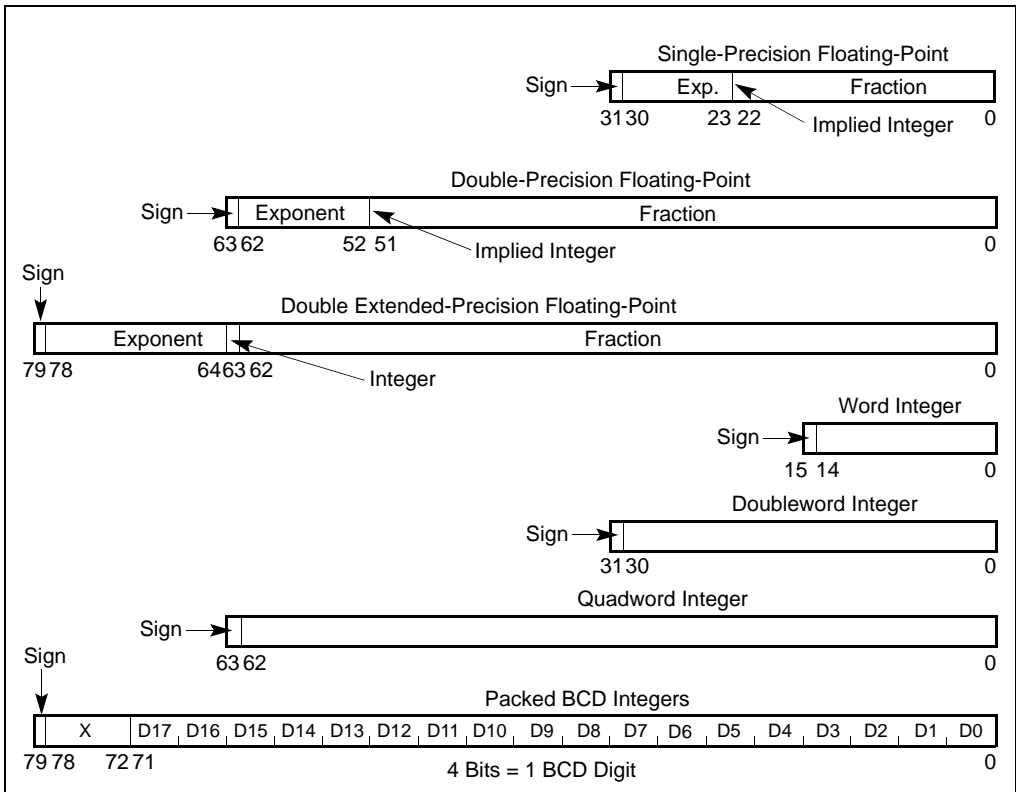 Single-Precision Floating-Point
Sign Exp. Fraction
31 30 23 22 Implied Integer 0
Double-Precision Floating-Point
Sign Exponent Fraction
63 62 52 51 Implied Integer 0
Sign
Double Extended-Precision Floating-Point
Exponent Fraction
79 78 64 63 62 Integer 0
Word Integer
Sign
15 14 0
Doubleword Integer
Sign
31 30 0
Quadword Integer
Sign
63 62 0
Sign
Packed BCD Integers
X D17 D16 D15 D14 D13 D12 D11 D10 D9 D8 D7 D6 D5 D4 D3 D2 D1 D0
79 78 72 71 4 Bits = 1 BCD Digit 0